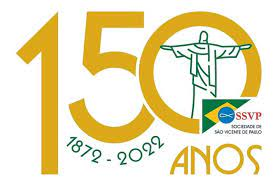 150
SSVP
SOCIEDADE DE
SÃO VICENTE DE PAULO
1872 - 2022
ANOS